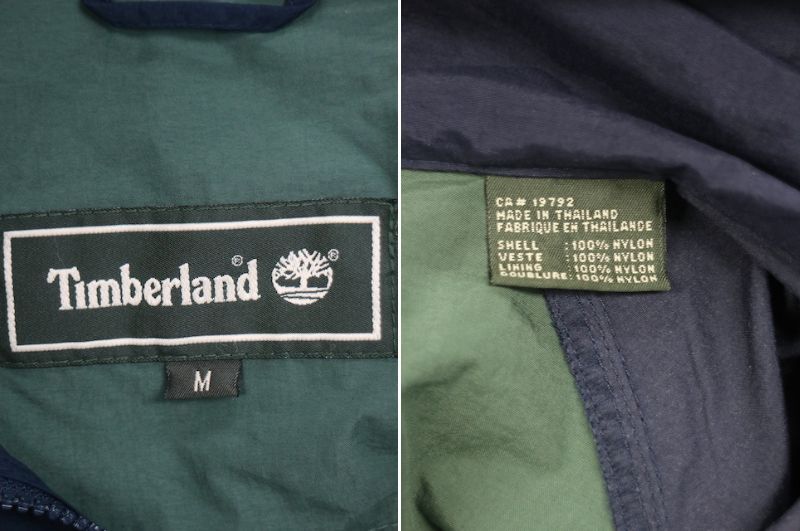 Timberland®
®
M
CA# 19792
MADE IN THAILAND
FABRIQUE EN THAILANDE
SHELL : 100% NYLON
VESTE : 100% NYLON
LINING : 100% NYLON
DOUBLURE: 100% NYLON